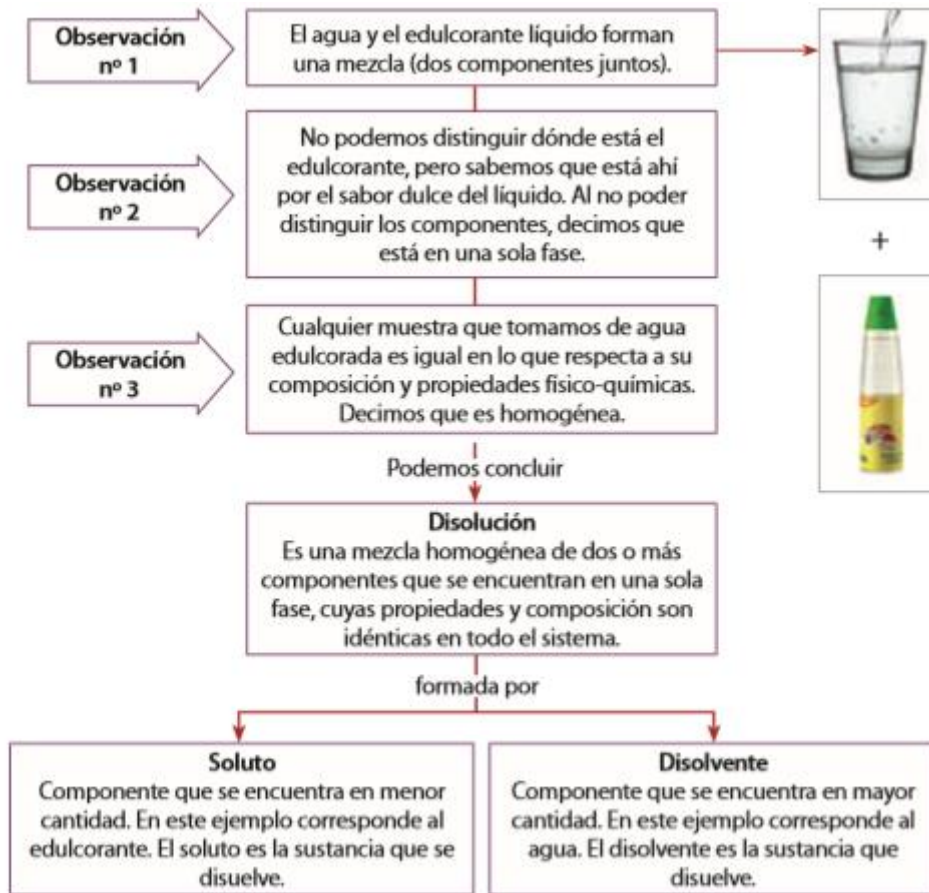 Observación
nº 1
El agua y el edulcorante líquido forman
una mezcla (dos componentes juntos).
Observación
nº 2
No podemos distinguir dónde está el
edulcorante, pero sabemos que está ahí
por el sabor dulce del líquido. Al no poder
distinguir los componentes, decimos que
está en una sola fase.
+
Observación
nº 3
Cualquier muestra que tomamos de agua
edulcorada es igual en lo que respecta a su
composición y propiedades físico-químicas.
Decimos que es homogénea.
Podemos concluir
Disolución
Es una mezcla homogénea de dos o más
componentes que se encuentran en una sola
fase, cuyas propiedades y composición son
idénticas en todo el sistema.
formada por
Soluto
Componente que se encuentra en menor
cantidad. En este ejemplo corresponde al
edulcorante. El soluto es la sustancia que se
disuelve.
Disolvente
Componente que se encuentra en mayor
cantidad. En este ejemplo corresponde al
agua. El disolvente es la sustancia que
disuelve.